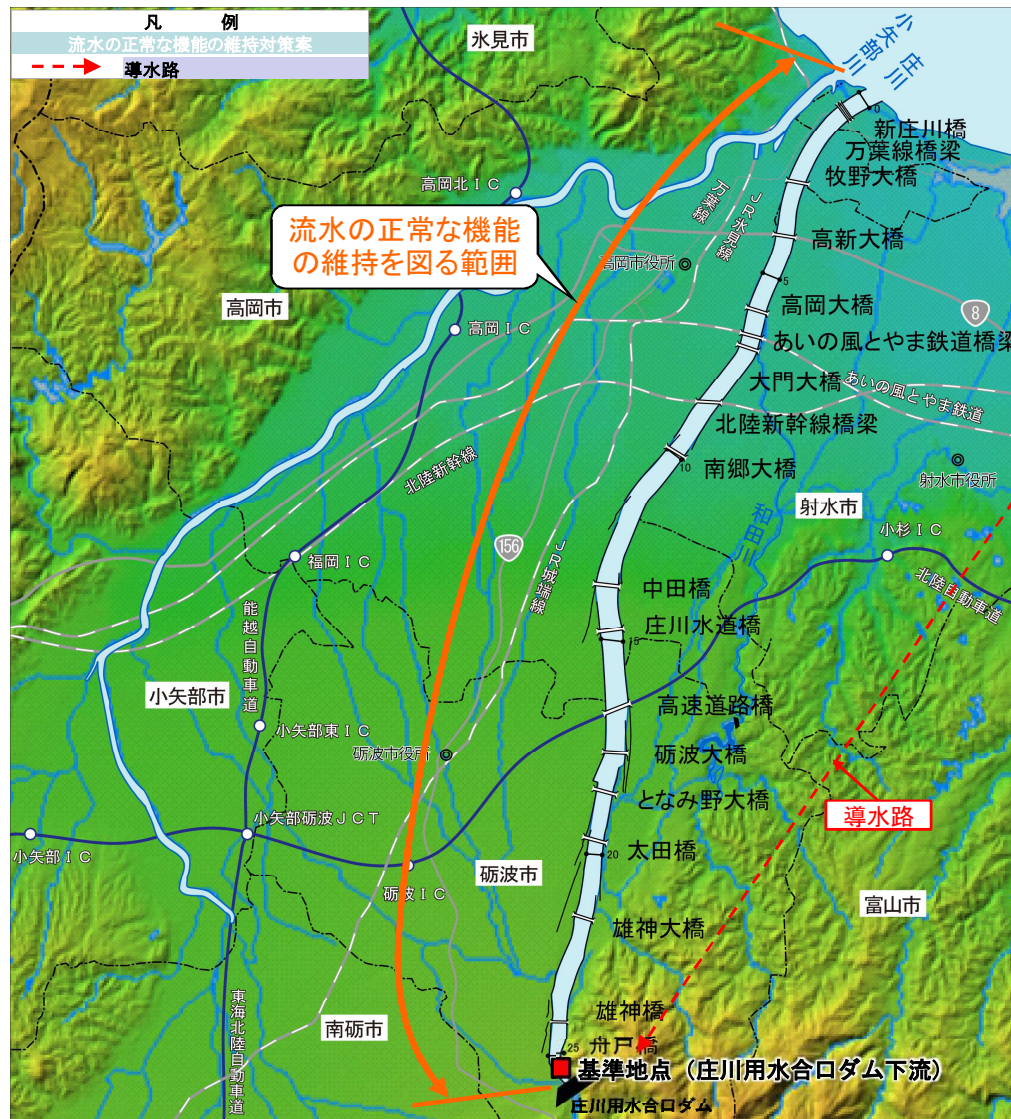 凡　例
流水の正常な機能の維持対策案
導水路
氷見市
小矢部川
庄川
0
新庄川橋
万葉線橋梁
牧野大橋
高岡北ＩＣ
万葉線
ＪＲ氷見線
流水の正常な機能
の維持を図る範囲
高新大橋
高岡市役所
5
高岡市
高岡大橋
8
高岡ＩＣ
あいの風とやま鉄道橋梁
大門大橋
あいの風とやま鉄道
北陸新幹線橋梁
北陸新幹線
10
南郷大橋
射水市役所
射水市
和田川
小杉ＩＣ
156
ＪＲ城端線
福岡ＩＣ
北陸自動車道
中田橋
能越自動車道
庄川水道橋
15
小矢部市
高速道路橋
小矢部東ＩＣ
砺波市役所
砺波大橋
となみ野大橋
導水路
小矢部砺波ＪＣＴ
小矢部ＩＣ
太田橋
20
砺波ＩＣ
砺波市
富山市
雄神大橋
東海北陸自動車道
雄神橋
南砺市
25
舟戸橋
基準地点（庄川用水合口ダム下流）
庄川用水合口ダム